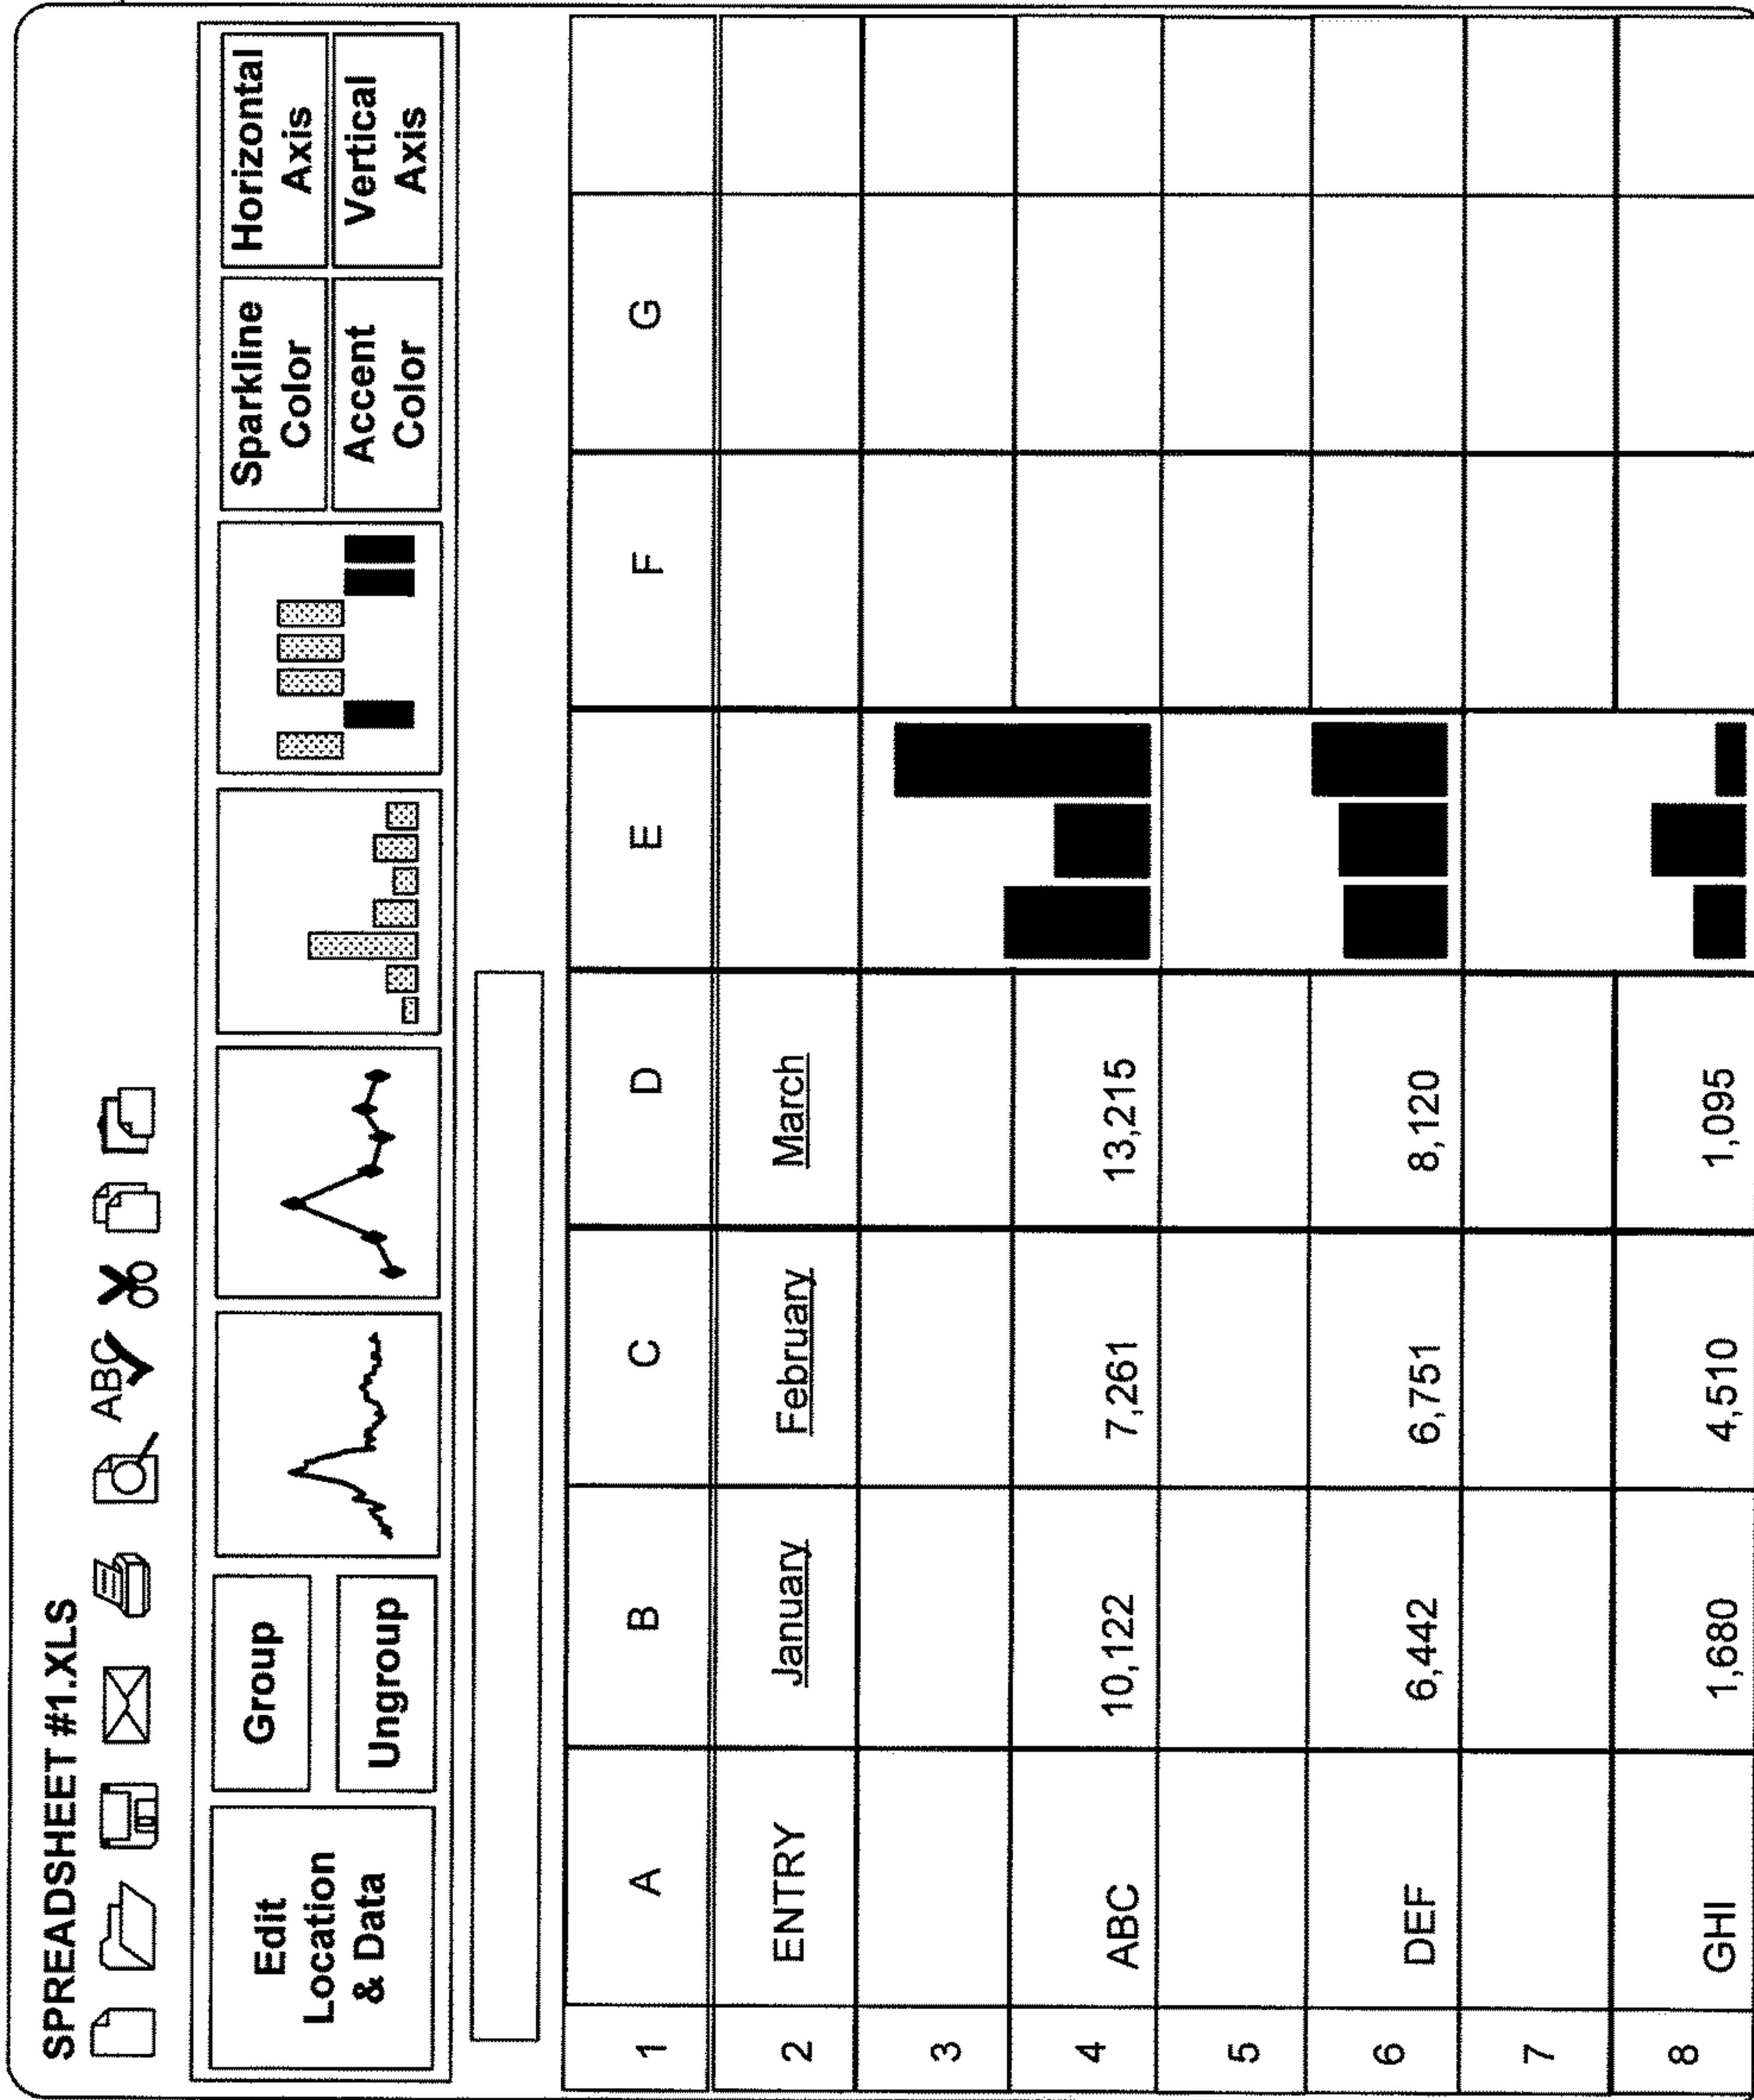 SPREADSHEET #1.XLS
ABC
Edit
Location
& Data
Group
Ungroup
Sparkline
Color
Accent
Color
Horizontal
Axis
Vertical
Axis
1 A B C D E F G
2 ENTRY January February March
3
4 ABC 10,122 7,261 13,215
5
6 DEF 6,442 6,751 8,120
7
8 GHI 1,680 4,510 1,095